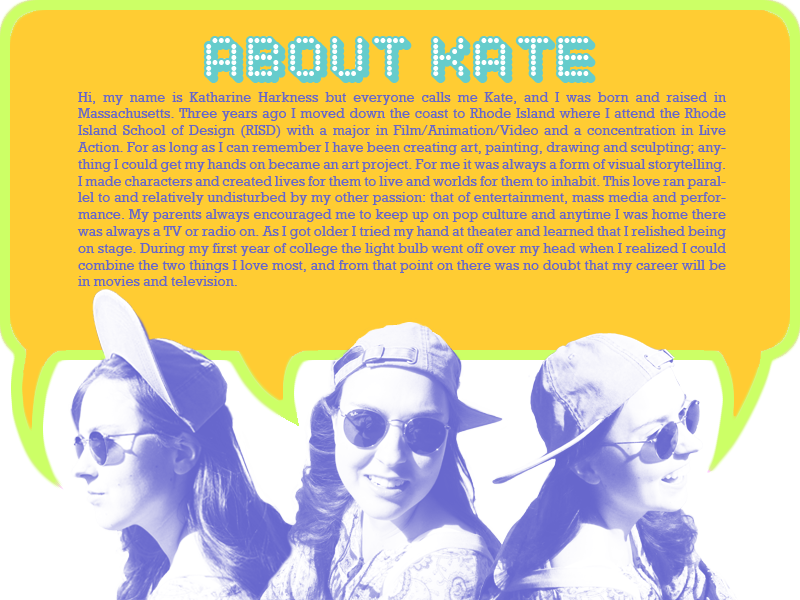 ABOUT KATE
Hi, my name is Katharine Harkness but everyone calls me Kate, and I was born and raised in
Massachusetts. Three years ago I moved down the coast to Rhode Island where I attend the Rhode
Island School of Design (RISD) with a major in Film/Animation/Video and a concentration in Live
Action. For as long as I can remember I have been creating art, painting, drawing and sculpting; any-
thing I could get my hands on became an art project. For me it was always a form of visual storytelling.
I made characters and created lives for them to live and worlds for them to inhabit. This love ran paral-
lel to and relatively undisturbed by my other passion: that of entertainment, mass media and perfor-
mance. My parents always encouraged me to keep up on pop culture and anytime I was home there
was always a TV or radio on. As I got older I tried my hand at theater and learned that I relished being
on stage. During my first year of college the light bulb went off over my head when I realized I could
combine the two things I love most, and from that point on there was no doubt that my career will be
in movies and television.